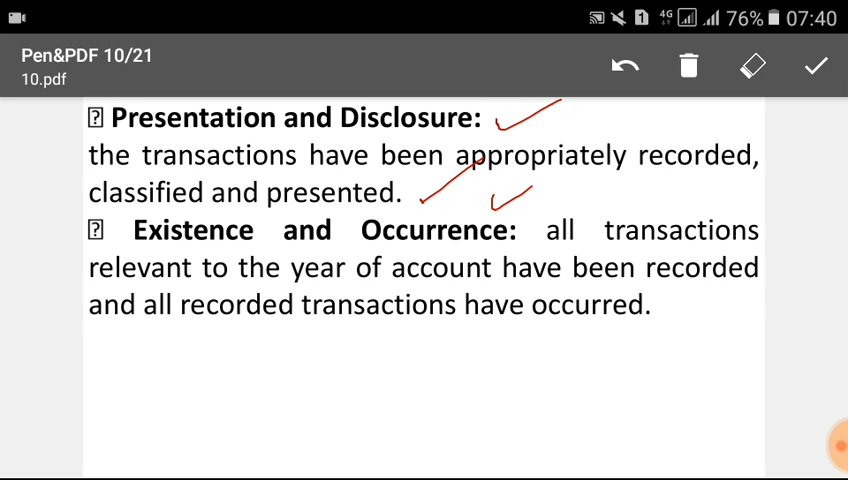 4G 1 76% 07:40
Pen&PDF 10/21
10.pdf
Presentation and Disclosure:
the transactions have been appropriately recorded,
classified and presented.
Existence and Occurrence: all transactions
relevant to the year of account have been recorded
and all recorded transactions have occurred.